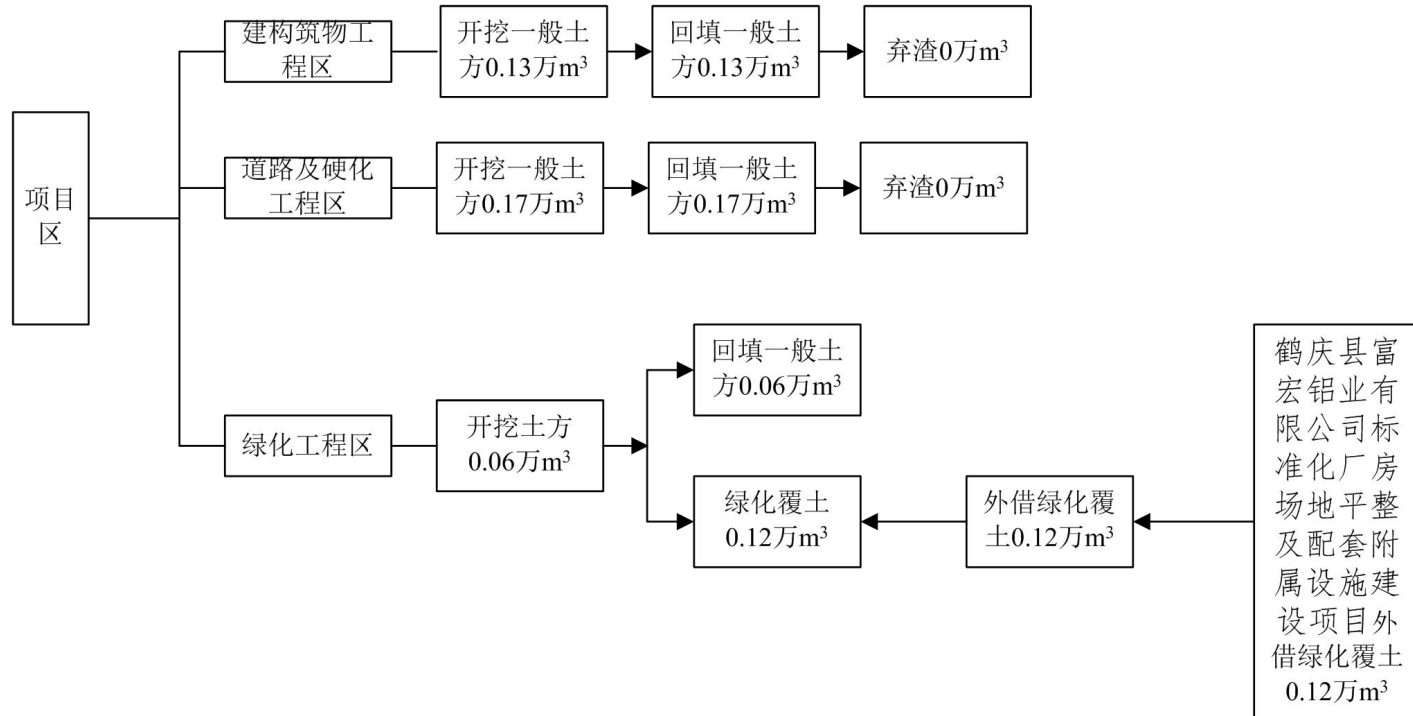 项目
区
建构筑物工
程区
开挖一般土
方0.13万m³
回填一般土
方0.13万m³
弃渣0万m³
道路及硬化
工程区
开挖一般土
方0.17万m³
回填一般土
方0.17万m³
弃渣0万m³
绿化工程区
开挖土方
0.06万m³
回填一般土
方0.06万m³
绿化覆土
0.12万m³
外借绿化覆
土0.12万m³
鹤庆县富
宏铝业有
限公司标
准化厂房
场地平整
及配套附
属设施建
设项目外
借绿化覆土
0.12万m³